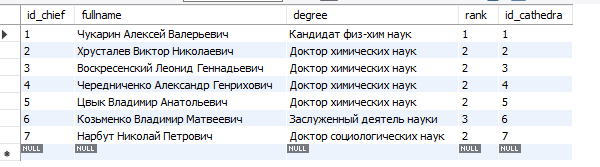 id_chief fullname degree rank id_cathedra
1 Чукарин Алексей Валерьевич Кандидат физ-хим наук 1 1
2 Хрусталев Виктор Николаевич Доктор химических наук 2 2
3 Воскресенский Леонид Геннадьевич Доктор химических наук 2 3
4 Чередниченко Александр Генрихович Доктор химических наук 2 4
5 Цвык Владимир Анатольевич Доктор химических наук 2 5
6 Козьменко Владимир Матвеевич Заслуженный деятель науки 3 6
7 Нарбут Николай Петрович Доктор социологических наук 2 7
NULL NULL NULL NULL NULL